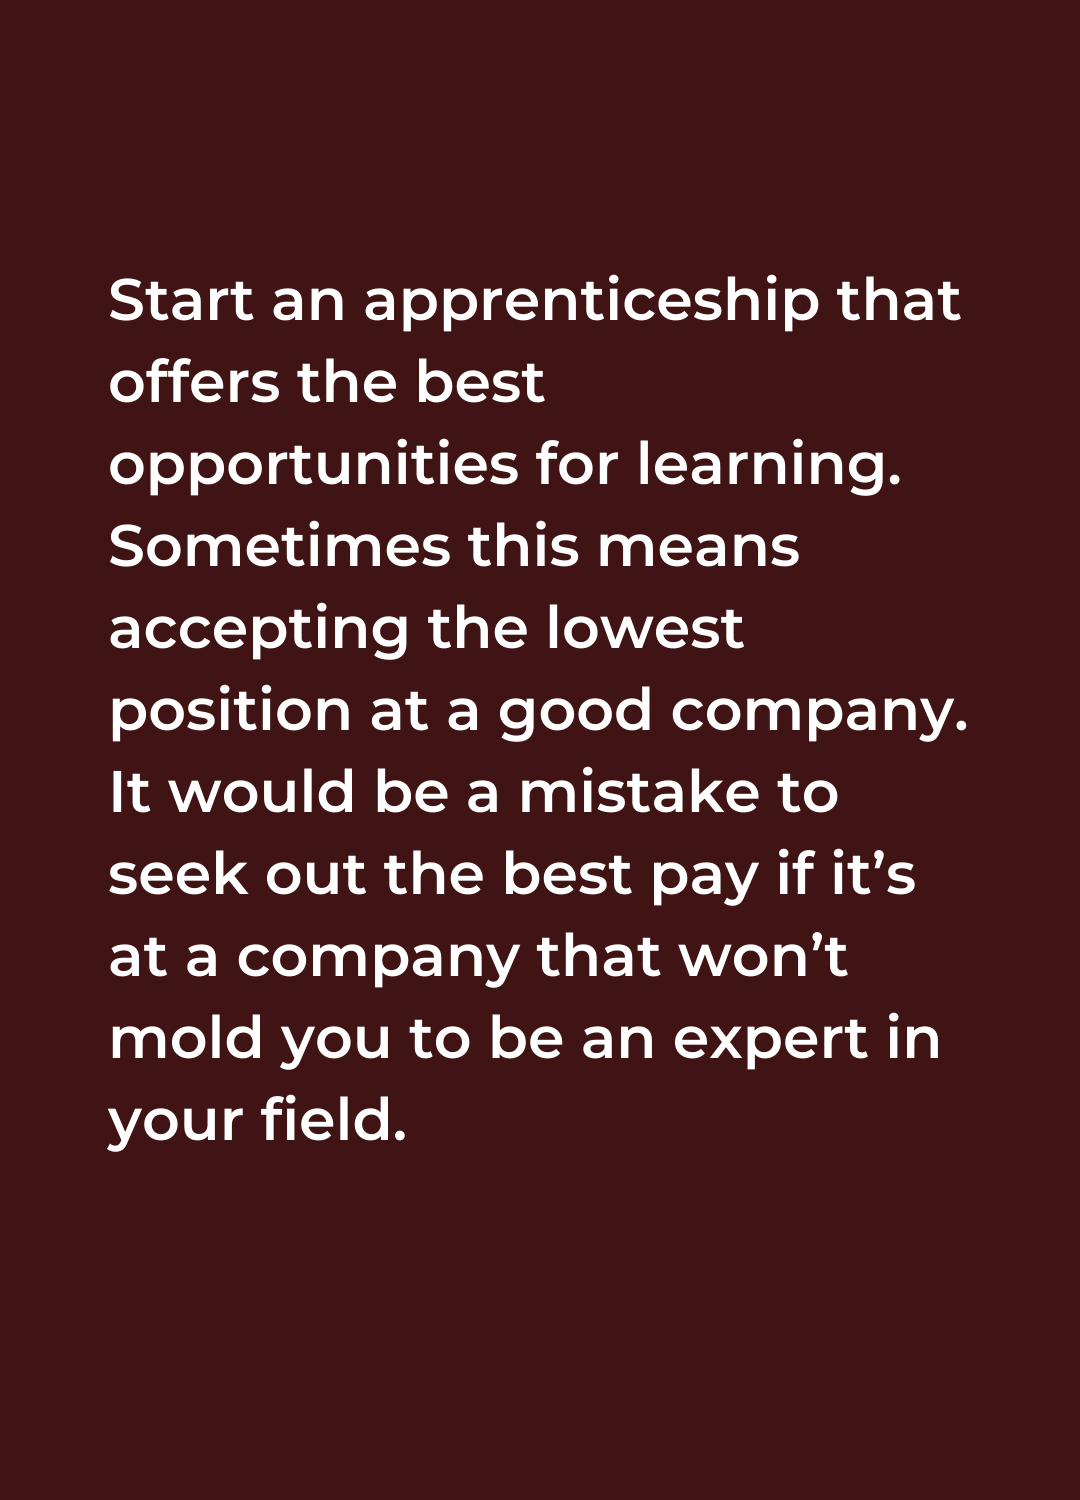 Start an apprenticeship that
offers the best
opportunities for learning.
Sometimes this means
accepting the lowest
position at a good company.
It would be a mistake to
seek out the best pay if it’s
at a company that won’t
mold you to be an expert in
your field.